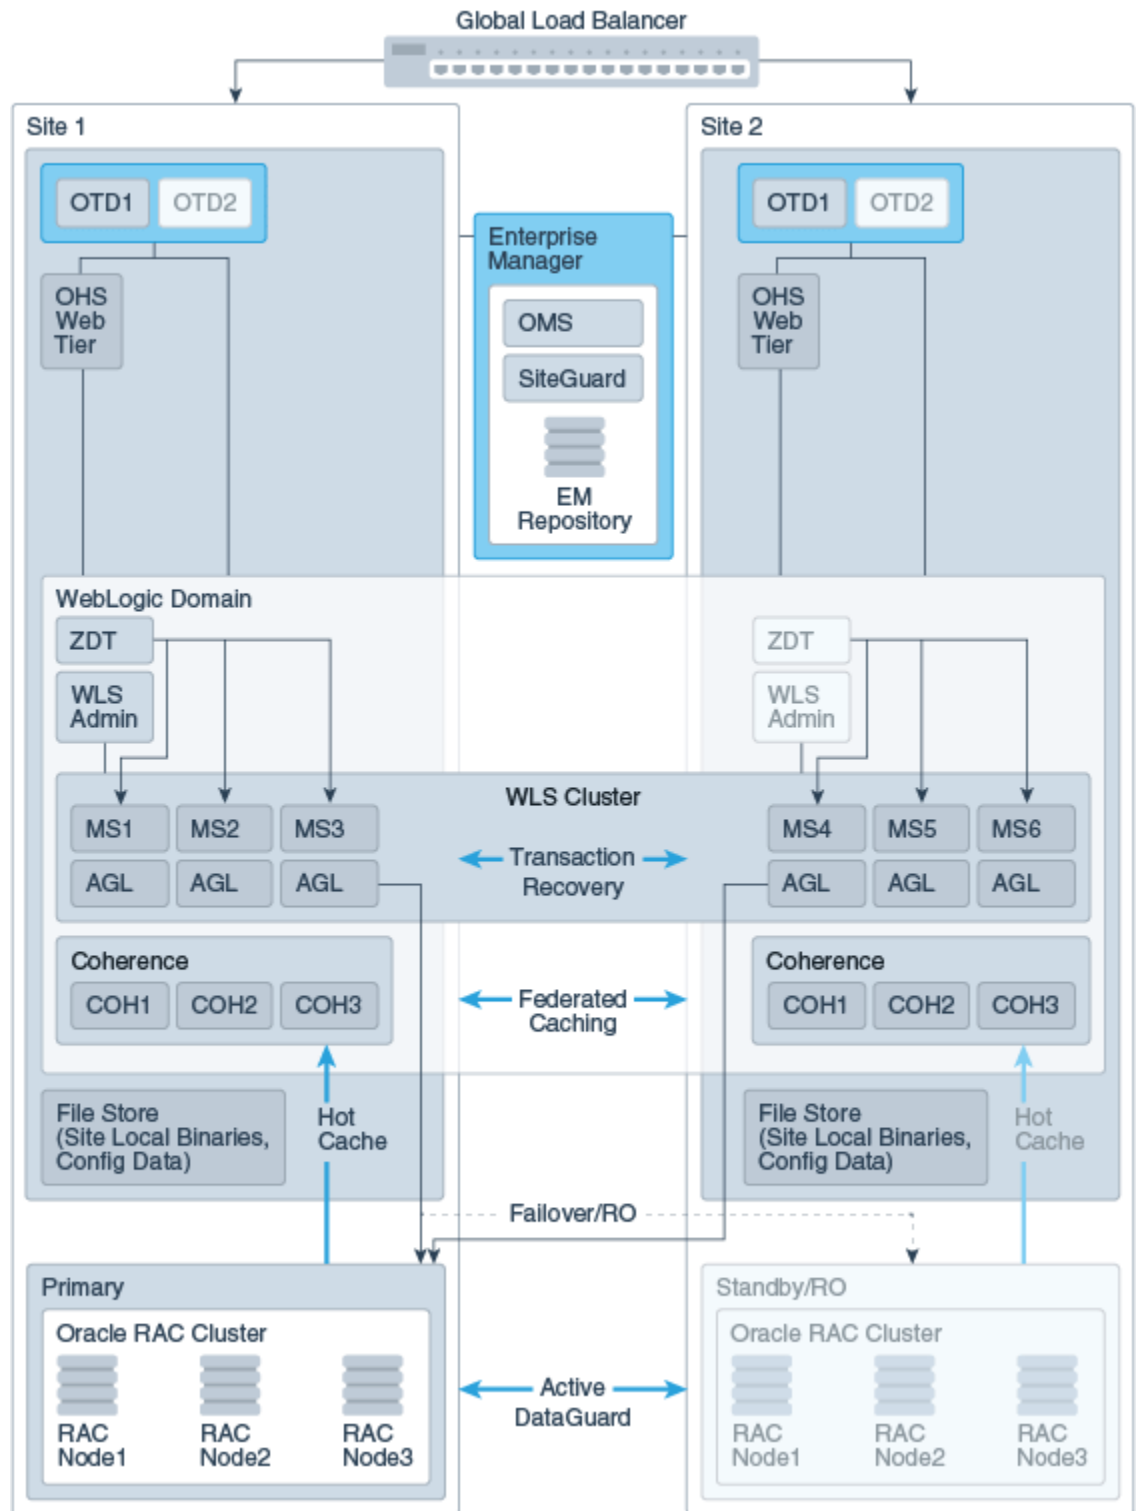 Global Load Balancer
Site 1
OTD1
OTD2
OHS
Web
Tier
Enterprise
Manager
OMS
SiteGuard
EM
Repository
Site 2
OTD1
OTD2
OHS
Web
Tier
WebLogic Domain
ZDT
WLS
Admin
ZDT
WLS
Admin
WLS Cluster
MS1
MS2
MS3
AGL
AGL
AGL
Transaction
Recovery
MS4
MS5
MS6
AGL
AGL
AGL
Coherence
COH1
COH2
COH3
Federated
Caching
Coherence
COH1
COH2
COH3
File Store
(Site Local Binaries,
Config Data)
Hot
Cache
File Store
(Site Local Binaries,
Config Data)
Hot
Cache
Failover/RO
Primary
Oracle RAC Cluster
RAC
Node1
RAC
Node2
RAC
Node3
Active
DataGuard
Standby/RO
Oracle RAC Cluster
RAC
Node1
RAC
Node2
RAC
Node3